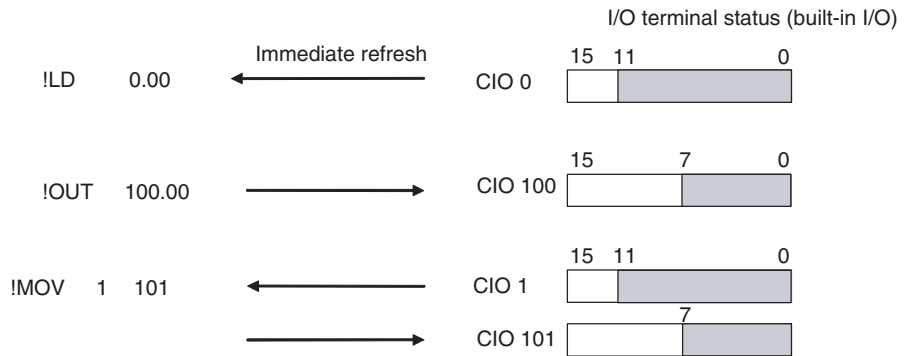 I/O terminal status (built-in I/O)
Immediate refresh
15 11 0
!LD 0.00 CIO 0
15 7 0
!OUT 100.00 CIO 100
15 11 0
!MOV 1 101 CIO 1
7
CIO 101